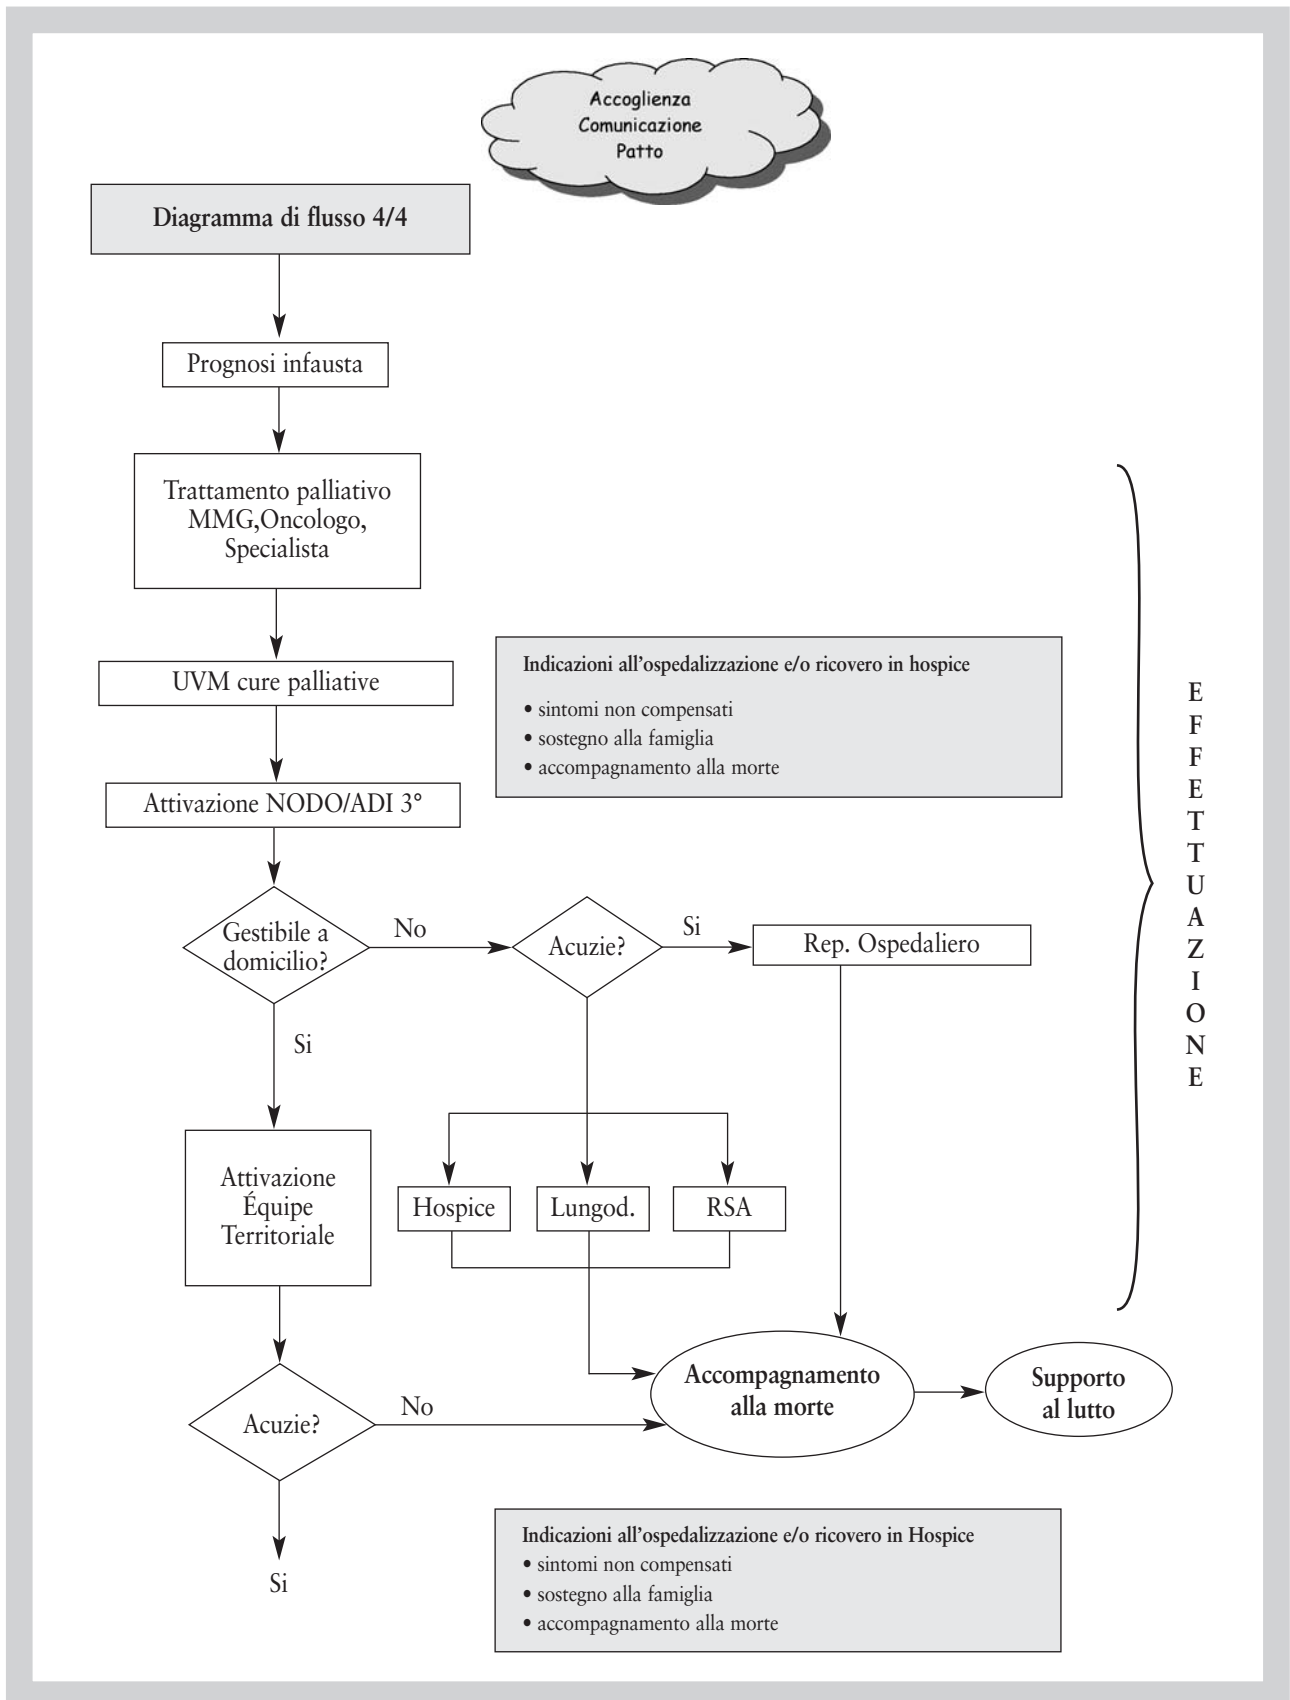 Accoglienza
Comunicazione
Patto
Diagramma di flusso 4/4
Prognosi infausta
Trattamento palliativo
MMG,Oncologo,
Specialista
UVM cure palliative
Indicazioni all'ospedalizzazione e/o ricovero in hospice
• sintomi non compensati
• sostegno alla famiglia
• accompagnamento alla morte
Attivazione NODO/ADI 3°
Gestibile a
domicilio?
No
Acuzie?
Si
Rep. Ospedaliero
Si
Attivazione
Équipe
Territoriale
Hospice
Lungod.
RSA
Acuzie?
No
Accompagnamento
alla morte
Supporto
al lutto
Si
Indicazioni all'ospedalizzazione e/o ricovero in Hospice
• sintomi non compensati
• sostegno alla famiglia
• accompagnamento alla morte
E
F
F
E
T
T
U
A
Z
I
O
N
E